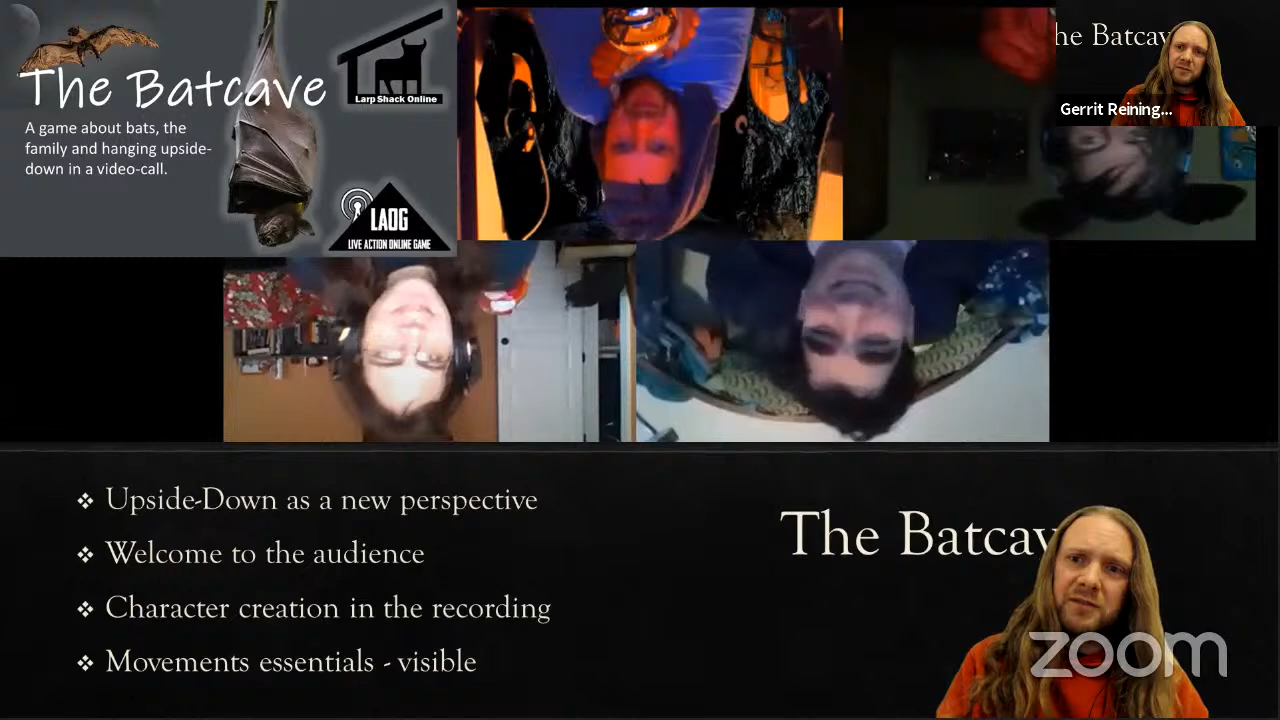 The Batcave
A game about bats, the
family and hanging upside-
down in a video-call.
Larp Shack Online
LAOG
LIVE ACTION ONLINE GAME
he Batcav
Gerrit Reining...
❖ Upside-Down as a new perspective
❖ Welcome to the audience
❖ Character creation in the recording
❖ Movements essentials - visible
The Batcav
zoom